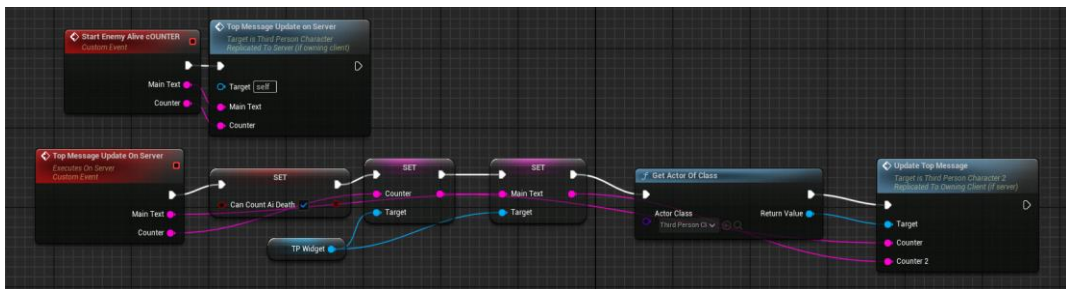 Start Enemy Alive cOUNTER
Custom Event
Main Text
Counter
Top Message Update on Server
Target is Third Person Character
Replicated To Server (if owning client)
Target self
Main Text
Counter
Top Message Update On Server
Executes On Server
Custom Event
Main Text
Counter
SET
Can Count Ai Death
TP Widget
SET
Counter
Target
SET
Main Text
Target
Get Actor Of Class
Actor Class
Return Value
Third Person Cl
Update Top Message
Target is Third Person Character 2
Replicated To Owning Client (if server)
Target
Counter
Counter 2